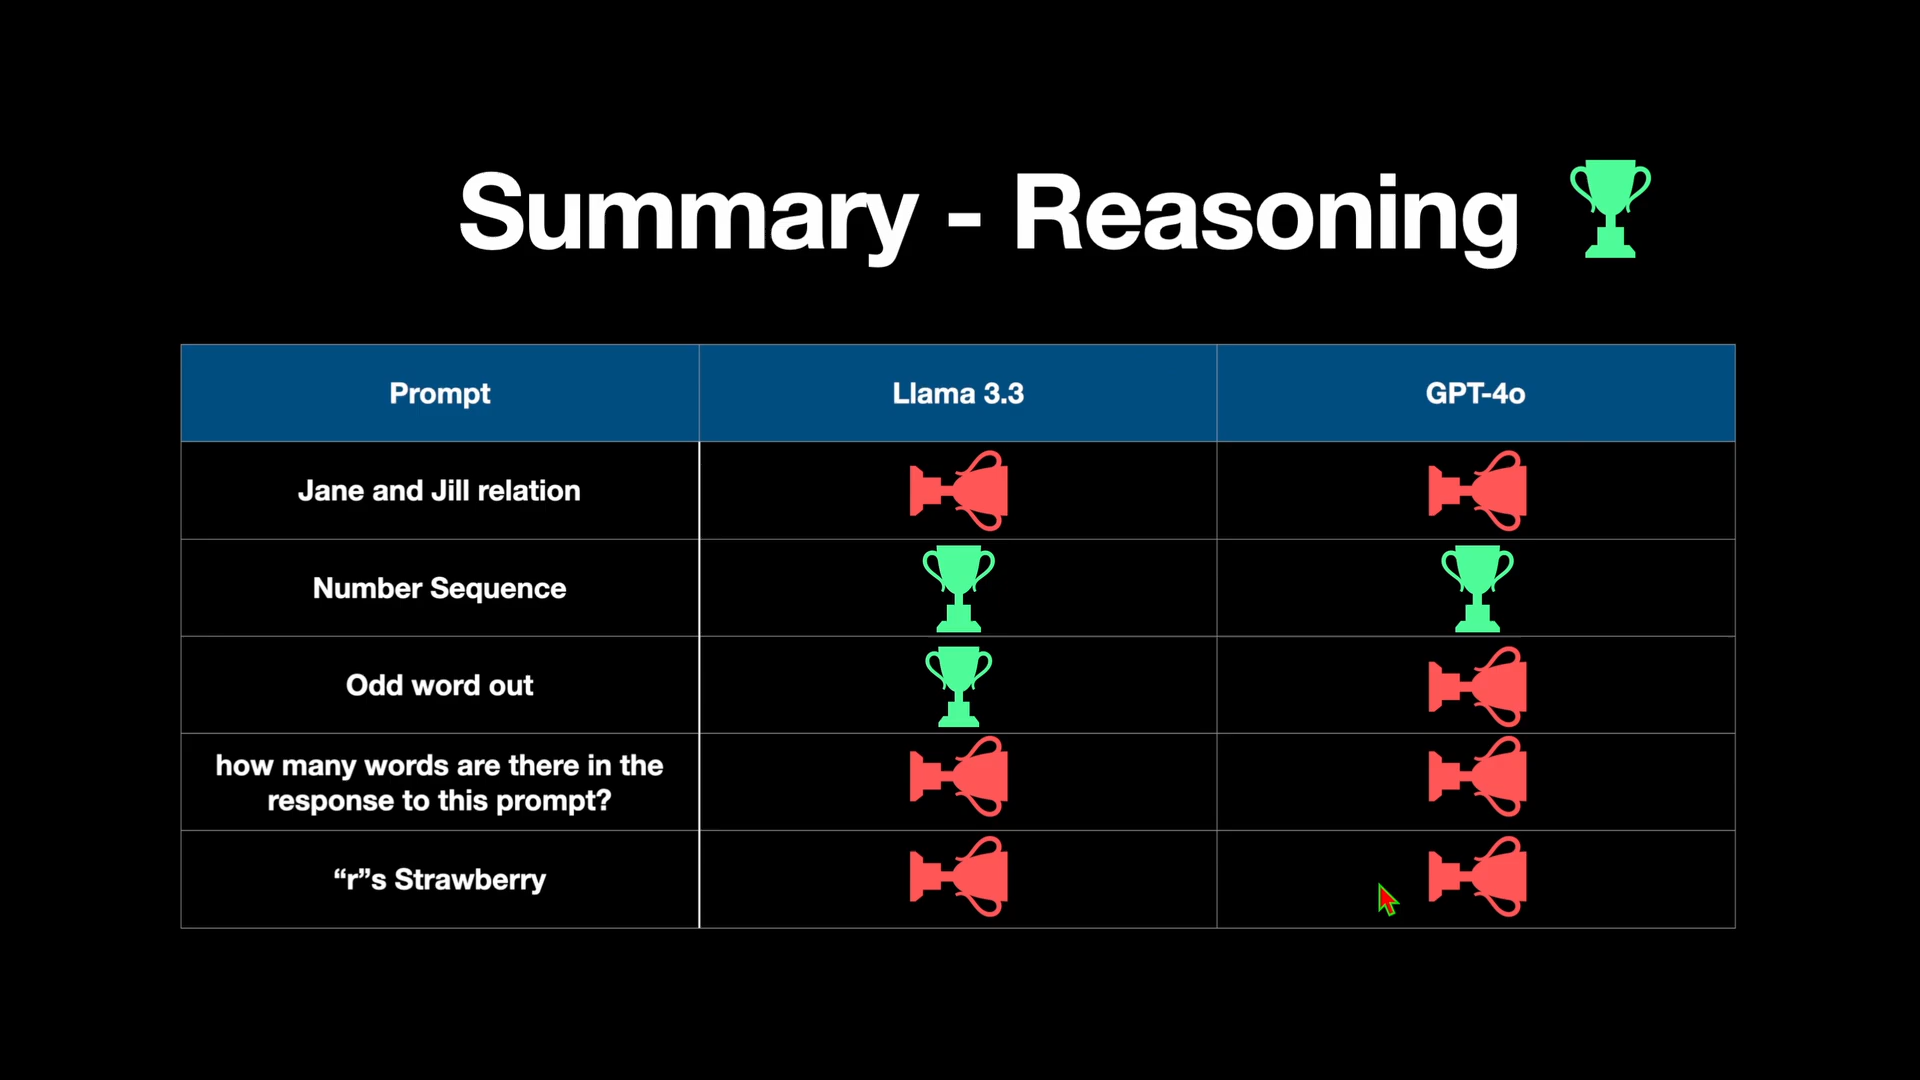 Summary - Reasoning
Prompt
Llama 3.3
GPT-4o
Jane and Jill relation
Number Sequence
Odd word out
how many words are there in the
response to this prompt?
“r”s Strawberry